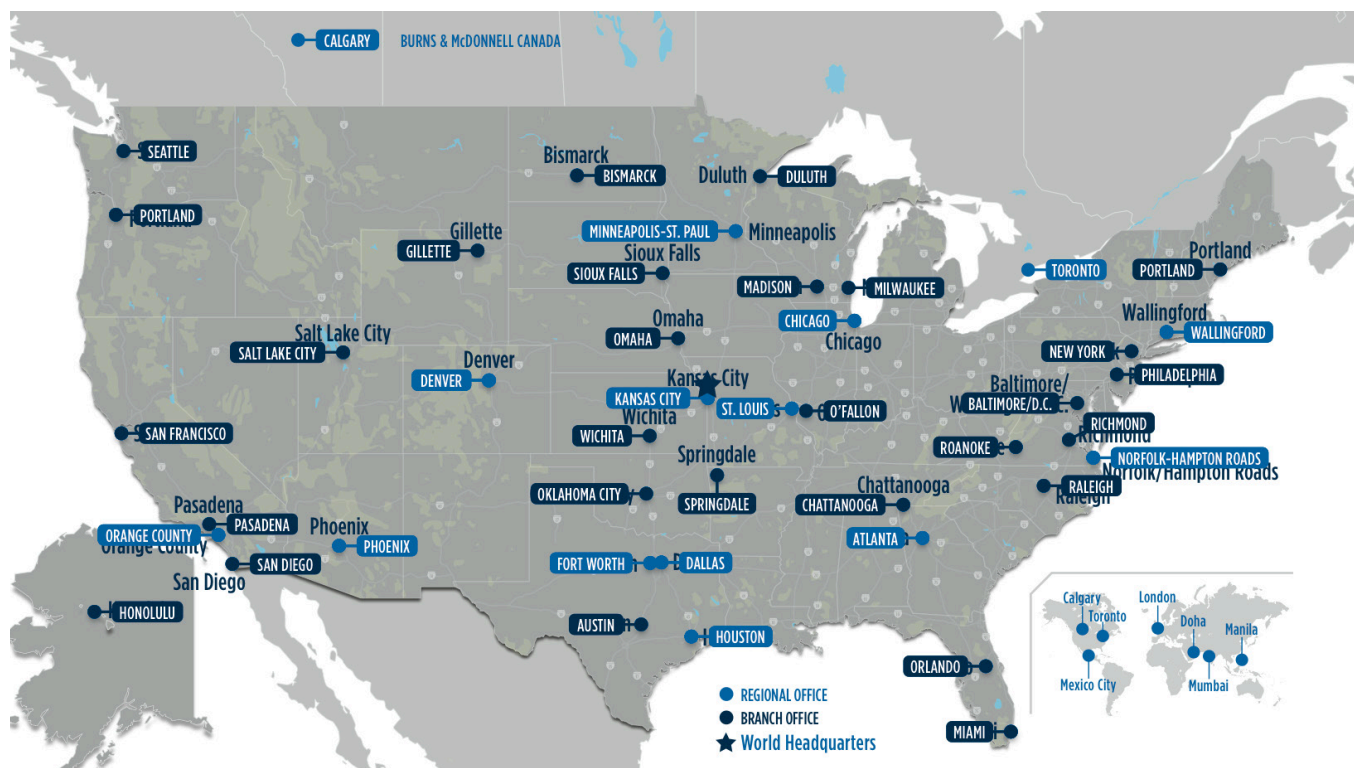 CALGARY
BURNS & McDONNELL CANADA
SEATTLE
Bismarck
BISMARCK
Duluth
DULUTH
PORTLAND
Portland
Gillette
GILLETTE
MINNEAPOLIS-ST. PAUL
Minneapolis
Sioux Falls
SIOUX FALLS
MADISON
MILWAUKEE
TORONTO
Portland
PORTLAND
Omaha
OMAHA
CHICAGO
Chicago
Wallingford
WALLINGFORD
Salt Lake City
SALT LAKE CITY
Denver
DENVER
NEW YORK
PHILADELPHIA
Kansas City
KANSAS CITY
ST. LOUIS
O'FALLON
Baltimore/
BALTIMORE/D.C.
SAN FRANCISCO
Wichita
WICHITA
ROANOKE
RICHMOND
Richmond
NORFOLK-HAMPTON ROADS
Norfolk/Hampton Roads
Springdale
SPRINGDALE
OKLAHOMA CITY
Chattanooga
CHATTANOOGA
RALEIGH
Raleigh
Pasadena
PASADENA
ORANGE COUNTY
Orange County
Phoenix
PHOENIX
ATLANTA
SAN DIEGO
San Diego
FORT WORTH
DALLAS
HONOLULU
AUSTIN
HOUSTON
ORLANDO
MIAMI
REGIONAL OFFICE
BRANCH OFFICE
World Headquarters
Calgary
London
Toronto
Doha
Manila
Mexico City
Mumbai